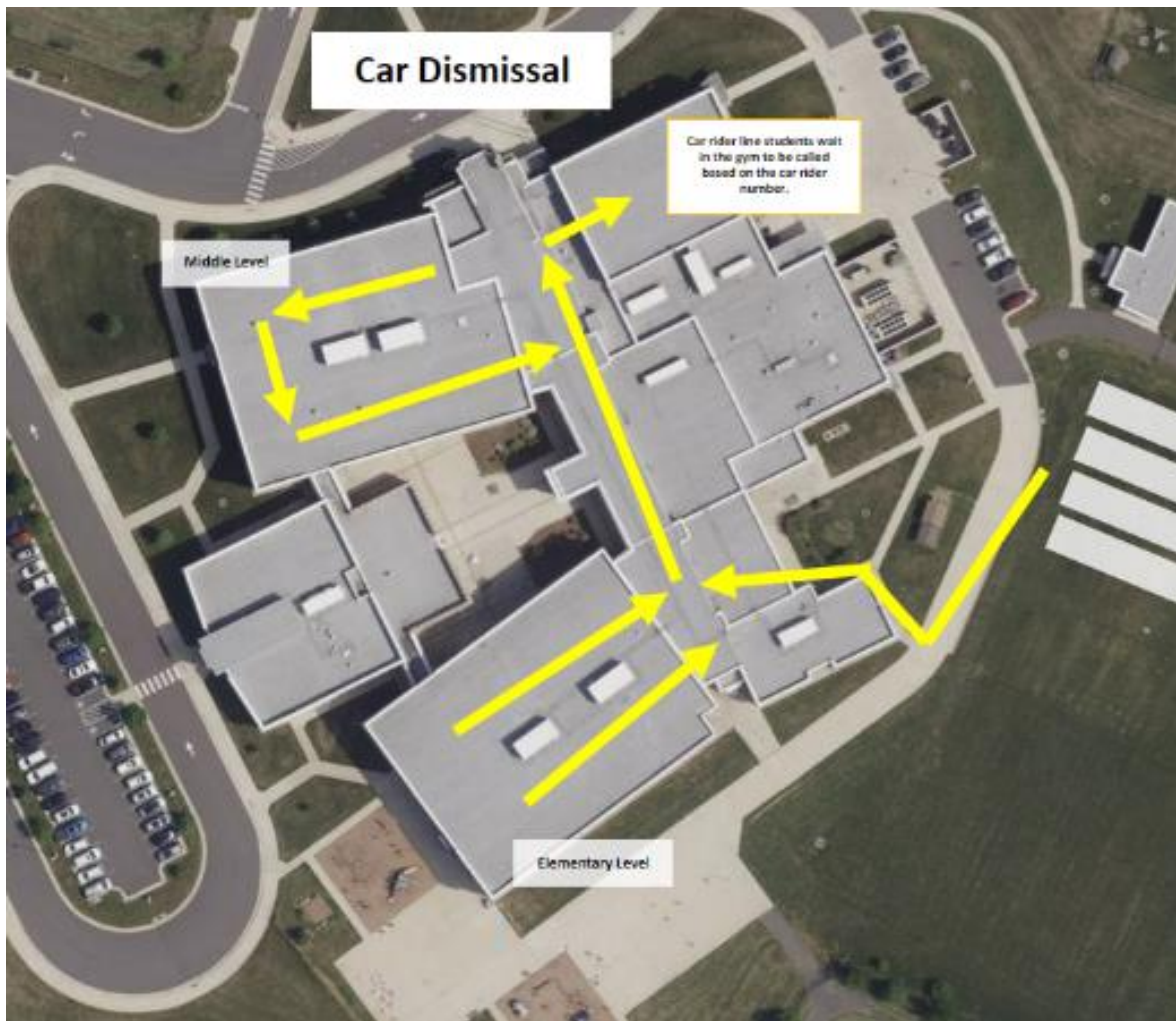 Car Dismissal
Car rider line students wait
in the gym to be called
based on the car rider
number.
Middle Level
Elementary Level